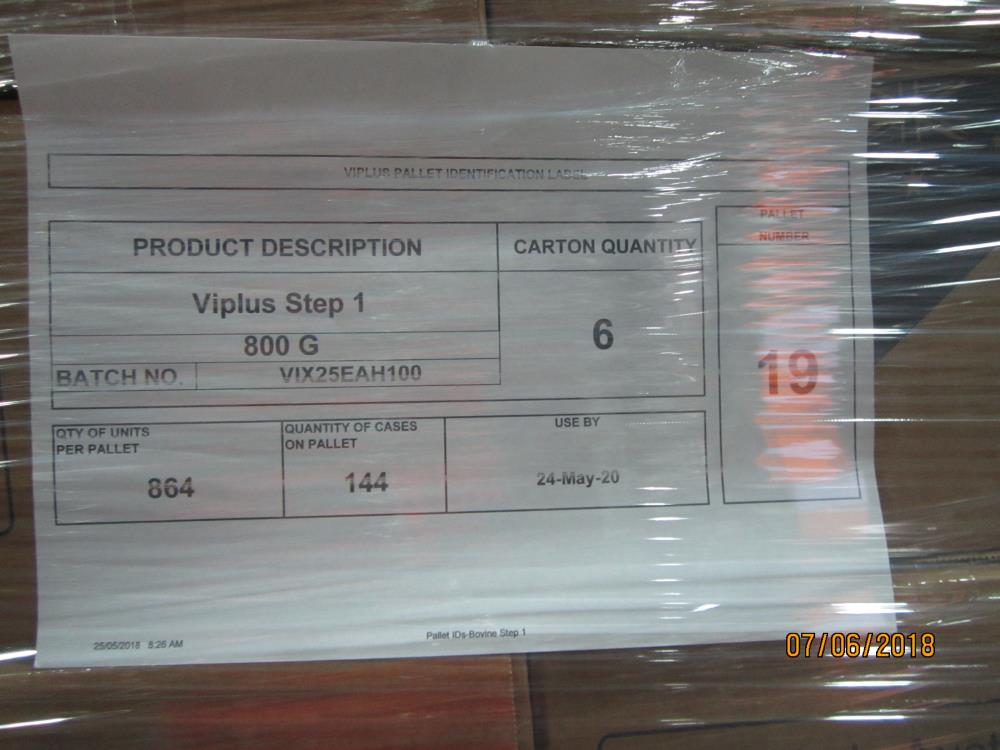 VIPLUS PALLET IDENTIFICATION LABEL
PRODUCT DESCRIPTION
CARTON QUANTITY
PALLET
NUMBER
Viplus Step 1
6
19
800 G
BATCH NO.
VIX25EAH100
QTY OF UNITS
PER PALLET
QUANTITY OF CASES
ON PALLET
USE BY
864
144
24-May-20
25/05/2018 8:26 AM
Pallet IDs-Bovine Step 1
07/06/2018